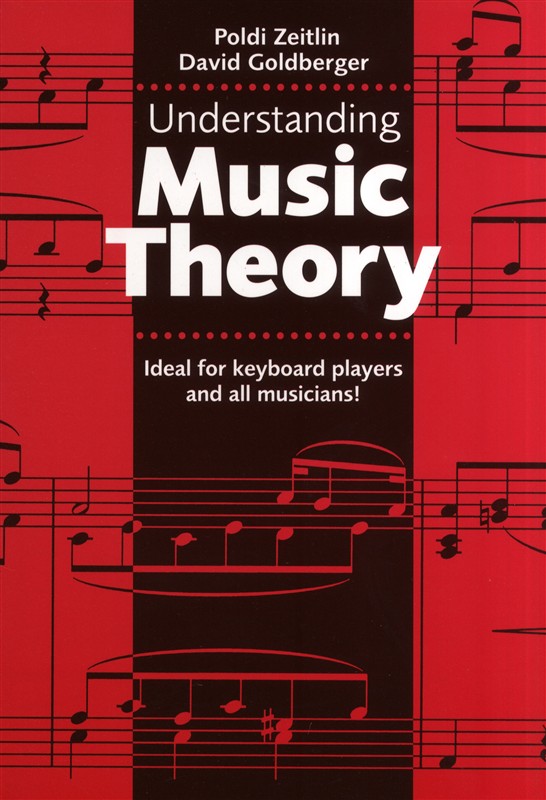 Poldi Zeitlin
David Goldberger
Understanding
Music
Theory
Ideal for keyboard players
and all musicians!